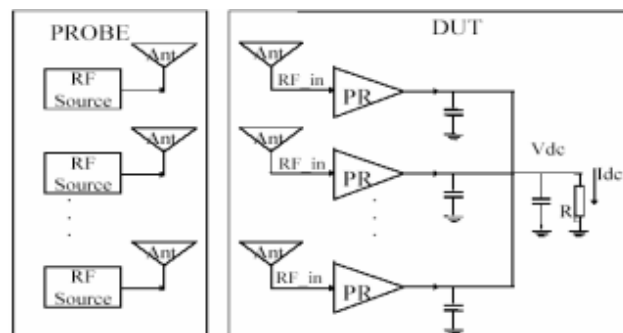 PROBE
DUT
Ant
RF
Source
Ant
RF_in
PR
Ant
RF
Source
Ant
RF_in
PR
Vdc
Idc
R
Ant
RF
Source
Ant
RF_in
PR